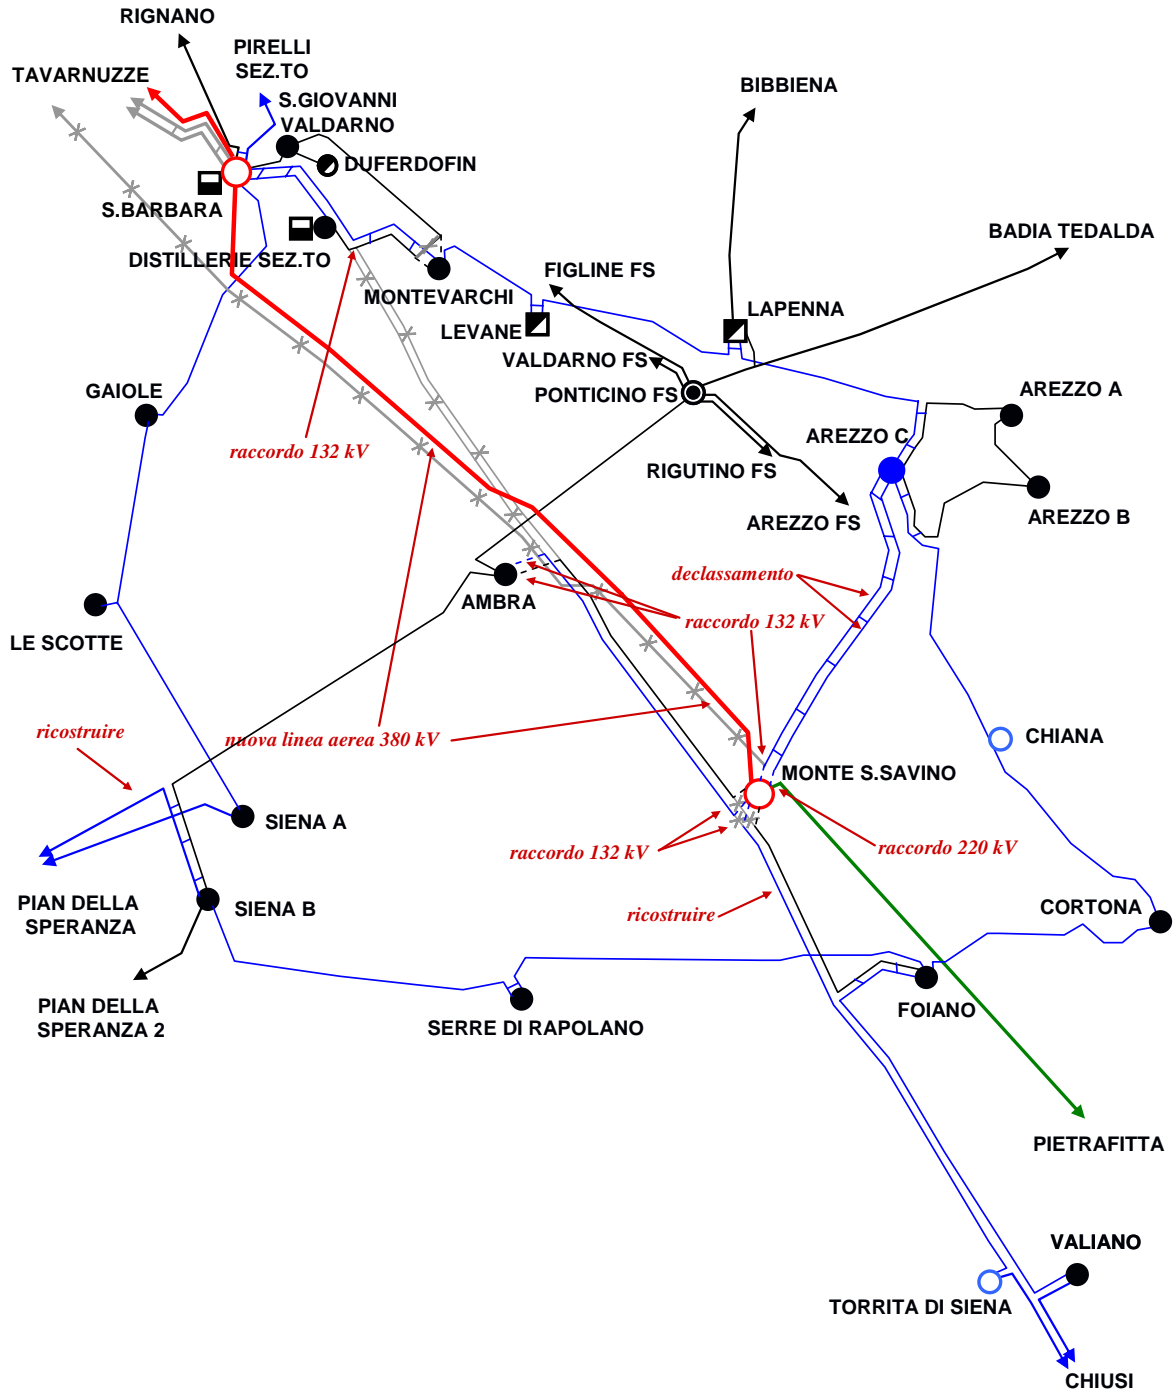 RIGNANO
PIRELLI
SEZ.TO
TAVARNUZZE
S.GIOVANNI
VALDARNO
BIBBIENA
DUFERDOFIN
S.BARBARA
BADIA TEDALDA
DISTILLERIE SEZ.TO
FIGLINE FS
MONTEVARCHI
LAPENNA
LEVANE
VALDARNO FS
GAIOLE
PONTICINO FS
AREZZO A
AREZZO C
raccordo 132 kV
RIGUTINO FS
AREZZO FS
AREZZO B
declassamento
AMBRA
raccordo 132 kV
LE SCOTTE
ricostruire
nuova linea aerea 380 kV
CHIANA
MONTE S.SAVINO
SIENA A
raccordo 132 kV
raccordo 220 kV
PIAN DELLA
SPERANZA
SIENA B
ricostruire
CORTONA
PIAN DELLA
SPERANZA 2
SERRE DI RAPOLANO
FOIANO
PIETRAFITTA
VALIANO
TORRITA DI SIENA
CHIUSI